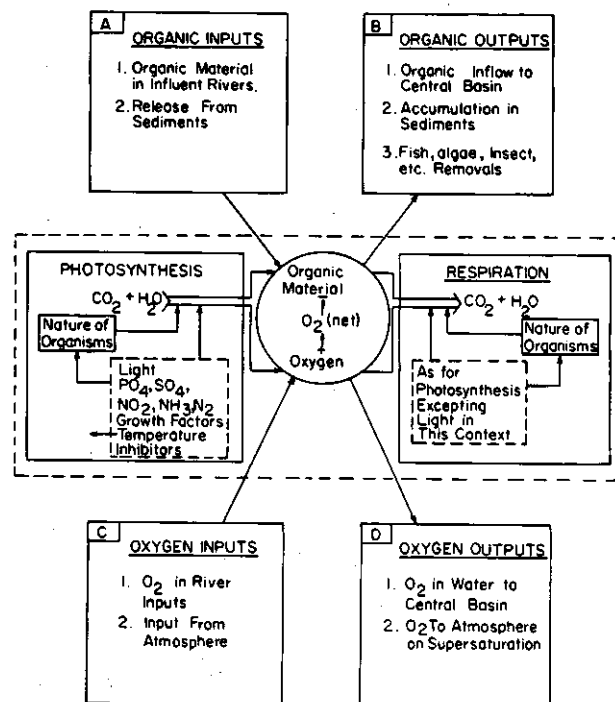 A
ORGANIC INPUTS
1. Organic Material
in Influent Rivers.
2. Release From
Sediments
B
ORGANIC OUTPUTS
1. Organic Inflow to
Central Basin
2. Accumulation in
Sediments
3. Fish, algae, Insect,
etc. Removals
PHOTOSYNTHESIS
CO2 + H2O
Nature of
Organisms
Light
PO4, SO4,
NO2, NH3, N2
Growth Factors
Temperature
Inhibitors
Organic
Material
O2 (net)
+
Oxygen
RESPIRATION
CO2 + H2O
Nature of
Organisms
As for
Photosynthesis
Excepting
Light in
This Context
C
OXYGEN INPUTS
1. O2 in River
Inputs
2. Input From
Atmosphere
D
OXYGEN OUTPUTS
1. O2 in Water to
Central Basin
2. O2 To Atmosphere
on Supersaturation